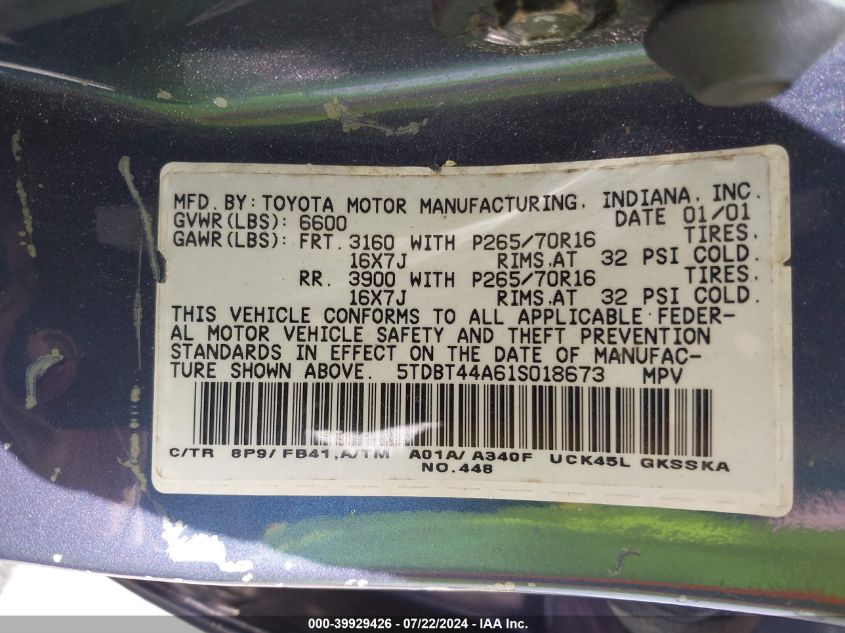 MFD. BY: TOYOTA MOTOR MANUFACTURING, INDIANA, INC.
GVWR(LBS): 6600 DATE 01/01
GAWR(LBS): FRT. 3160 WITH P265/70R16 TIRES,
16X7J RIMS,AT 32 PSI COLD.
RR. 3900 WITH P265/70R16 TIRES,
16X7J RIMS,AT 32 PSI COLD.
THIS VEHICLE CONFORMS TO ALL APPLICABLE FEDER-
AL MOTOR VEHICLE SAFETY AND THEFT PREVENTION
STANDARDS IN EFFECT ON THE DATE OF MANUFAC-
TURE SHOWN ABOVE. 5TDBT44A61S018673 MPV
C/TR 8P9/ FB41,A/TM A01A/ A340F UCK45L GKSSKA
NO.448
000-39929426 - 07/22/2024 - IAA Inc.